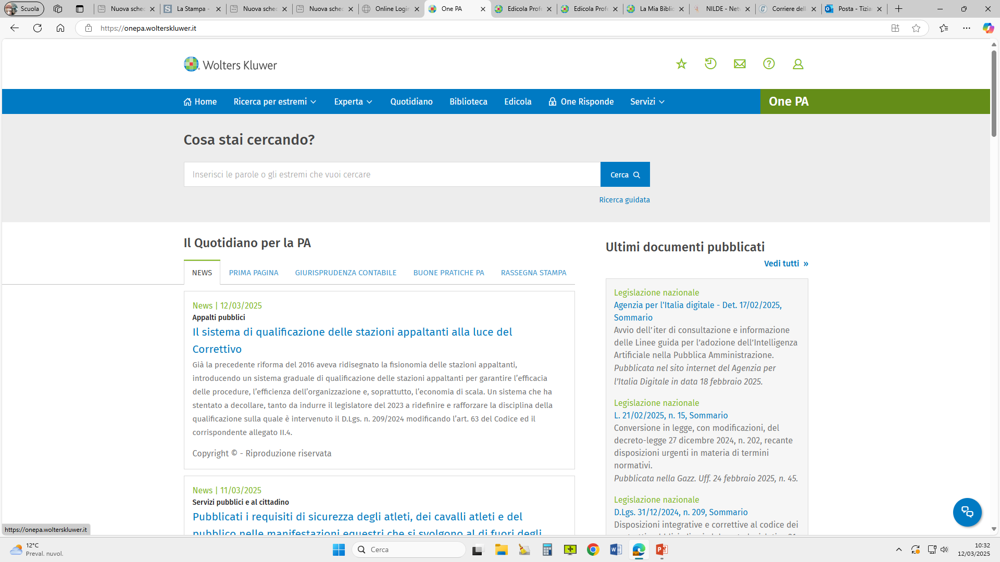 Scuola
Nuova sche
La Stampa -
Nuova sche
Nuova sche
Online Login
One PA
Edicola Profe
Edicola Profe
La Mia Biblic
NILDE - Net
Corriere dell
Posta - Tizia
https://onepa.wolterskluwer.it
Wolters Kluwer
Home
Ricerca per estremi
Experta
Quotidiano
Biblioteca
Edicola
One Risponde
Servizi
One PA
Cosa stai cercando?
Inserisci le parole o gli estremi che vuoi cercare
Cerca
Ricerca guidata
Il Quotidiano per la PA
NEWS
PRIMA PAGINA
GIURISPRUDENZA CONTABILE
BUONE PRATICHE PA
RASSEGNA STAMPA
News | 12/03/2025
Appalti pubblici
Il sistema di qualificazione delle stazioni appaltanti alla luce del
Correttivo
Già la precedente riforma del 2016 aveva ridisegnato la fisionomia delle stazioni appaltanti,
introducendo un sistema graduale di qualificazione delle stazioni appaltanti per garantire l’efficacia
delle procedure, l’efficienza dell’organizzazione e, soprattutto, l’economia di scala. Un sistema che ha
stentato a decollare, tanto da indurre il legislatore del 2023 a ridefinire e rafforzare la disciplina della
qualificazione sulla quale è intervenuto il D.Lgs. n. 209/2024 modificando l’art. 63 del Codice ed il
corrispondente allegato II.4.
Copyright © - Riproduzione riservata
News | 11/03/2025
Servizi pubblici e al cittadino
Pubblicati i requisiti di sicurezza degli atleti, dei cavalli atleti e del
pubblico nelle manifestazioni equestri che si svolgono al di fuori degli
Ultimi documenti pubblicati
Vedi tutti »
Legislazione nazionale
Agenzia per l'Italia digitale - Det. 17/02/2025,
Sommario
Avvio dell’iter di consultazione e informazione
delle Linee guida per l’adozione dell’Intelligenza
Artificiale nella Pubblica Amministrazione.
Pubblicata nel sito internet del Agenzia per
l’Italia Digitale in data 18 febbraio 2025.
Legislazione nazionale
L. 21/02/2025, n. 15, Sommario
Conversione in legge, con modificazioni, del
decreto-legge 27 dicembre 2024, n. 202, recante
disposizioni urgenti in materia di termini
normativi.
Pubblicata nella Gazz. Uff. 24 febbraio 2025, n. 45.
Legislazione nazionale
D.Lgs. 31/12/2024, n. 209, Sommario
Disposizioni integrative e correttive al codice dei
https://onepa.wolterskluwer.it
12°C
Preval. nuvol.
Cerca
10:32
12/03/2025